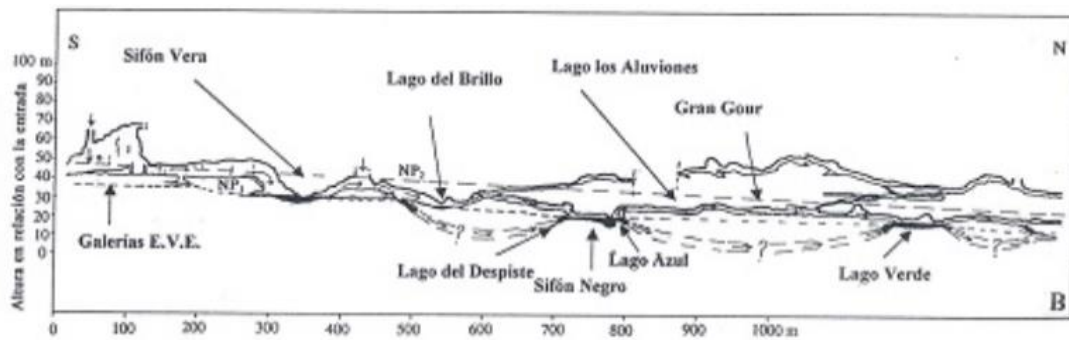 S
N
100 m
90
80
70
60
50
40
30
20
10
0
Altura en relación con la entrada
Sifón Vera
Lago del Brillo
Lago los Aluviones
Gran Gour
NP₂
NP₁
?
?
?
Galerías E.V.E.
Lago del Despiste
Sifón Negro
Lago Azul
Lago Verde
B
0 100 200 300 400 500 600 700 800 900 1000 m